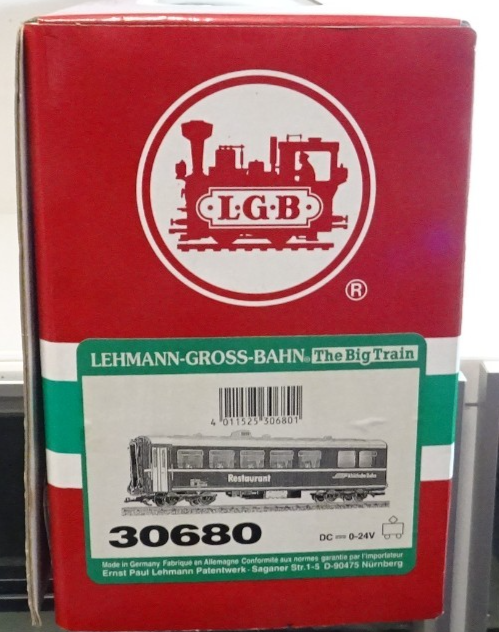 L·G·B
®
LEHMANN-GROSS-BAHN® The Big Train
4 011525 306801
Restaurant
30680
DC 0-24V
Made in Germany Fabriqué en Allemagne Conformité aux normes garantie par l'importateur
Ernst Paul Lehmann Patentwerk · Saganer Str.1-5 D-90475 Nürnberg